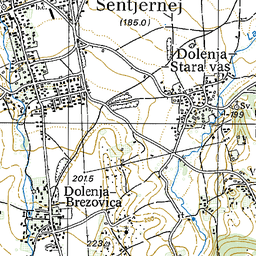 Šentjernej
(185.0)
Dolenja
Stara vas
Sv.
199
201.5
Dolenja
Brezovica
223